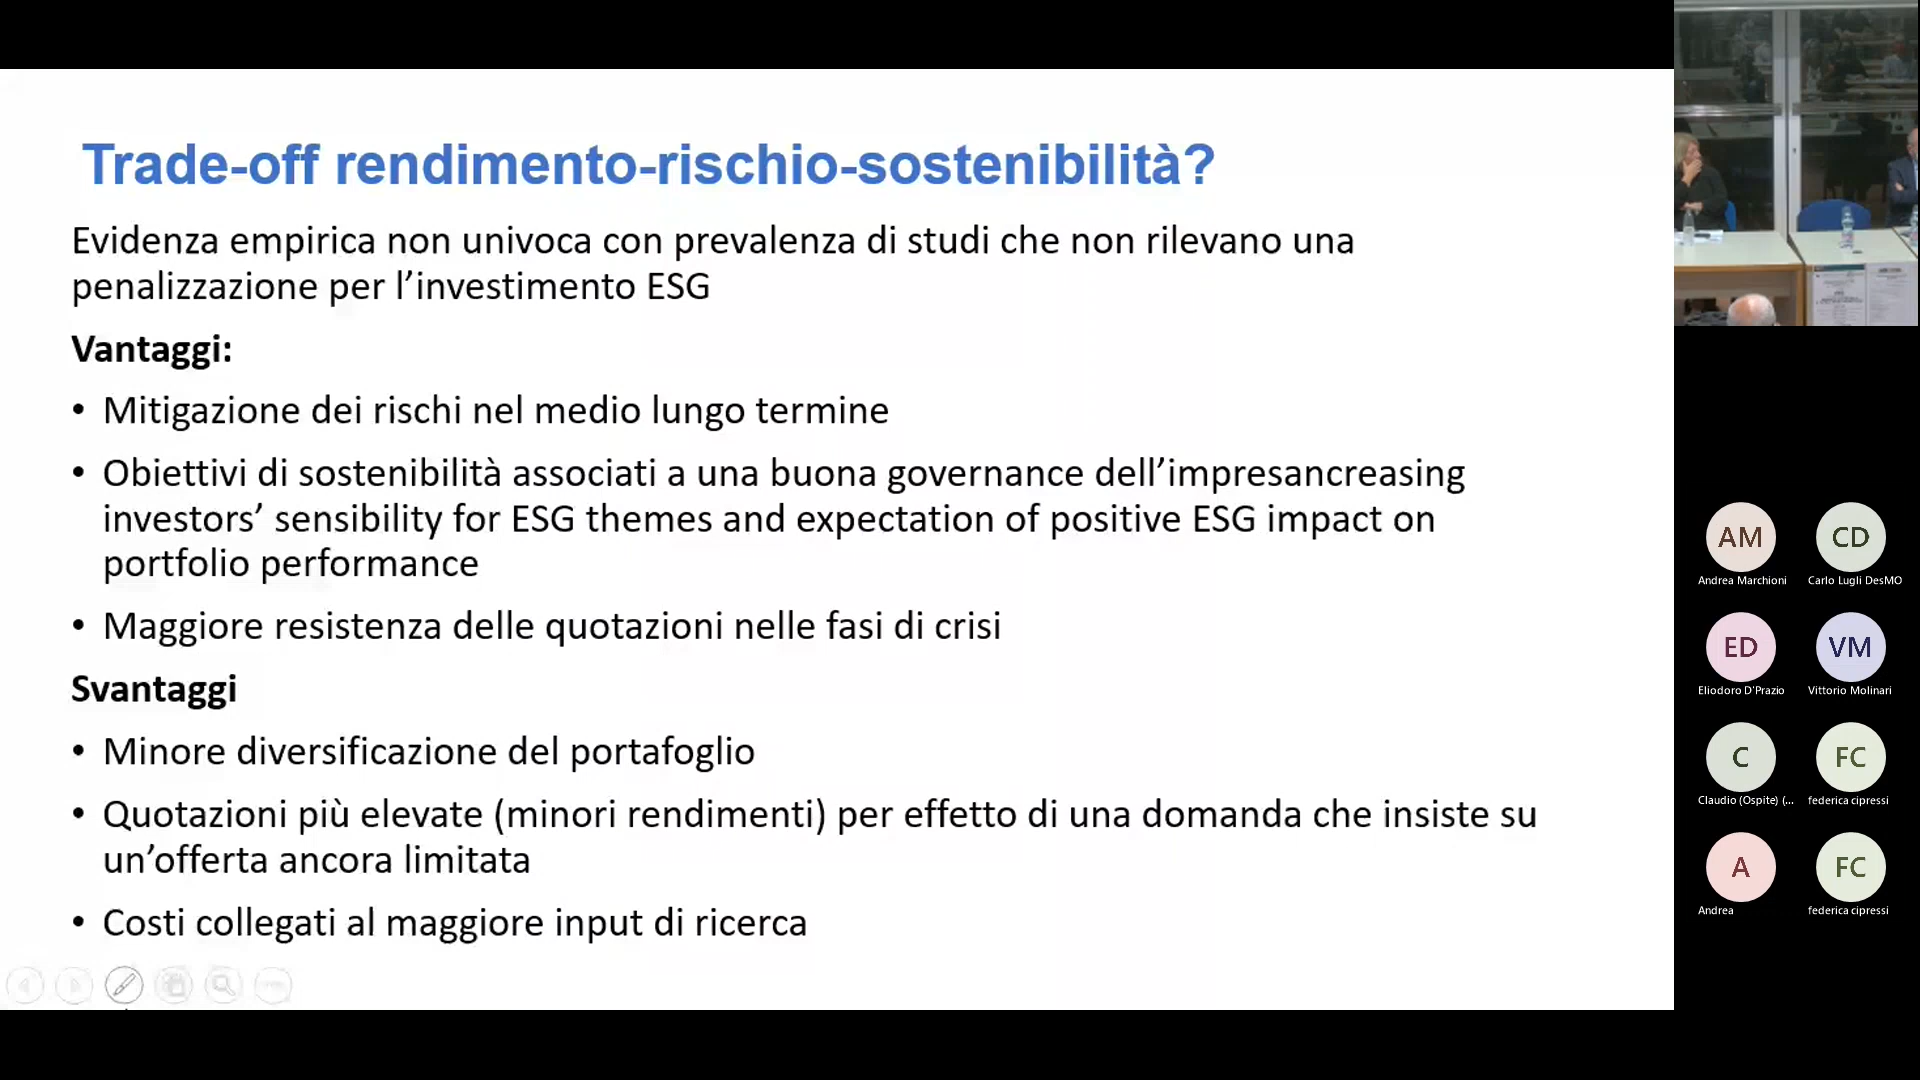 Trade-off rendimento-rischio-sostenibilità?
Evidenza empirica non univoca con prevalenza di studi che non rilevano una
penalizzazione per l’investimento ESG
Vantaggi:
• Mitigazione dei rischi nel medio lungo termine
• Obiettivi di sostenibilità associati a una buona governance dell’impresancreasing
investors’ sensibility for ESG themes and expectation of positive ESG impact on
portfolio performance
• Maggiore resistenza delle quotazioni nelle fasi di crisi
Svantaggi
• Minore diversificazione del portafoglio
• Quotazioni più elevate (minori rendimenti) per effetto di una domanda che insiste su
un’offerta ancora limitata
• Costi collegati al maggiore input di ricerca
AM CD
Andrea Marchioni Carlo Lugli DesMO
ED VM
Eliodoro D'Prazio Vittorio Molinari
C FC
Claudio (Ospite) (... federica cipressi
A FC
Andrea federica cipressi